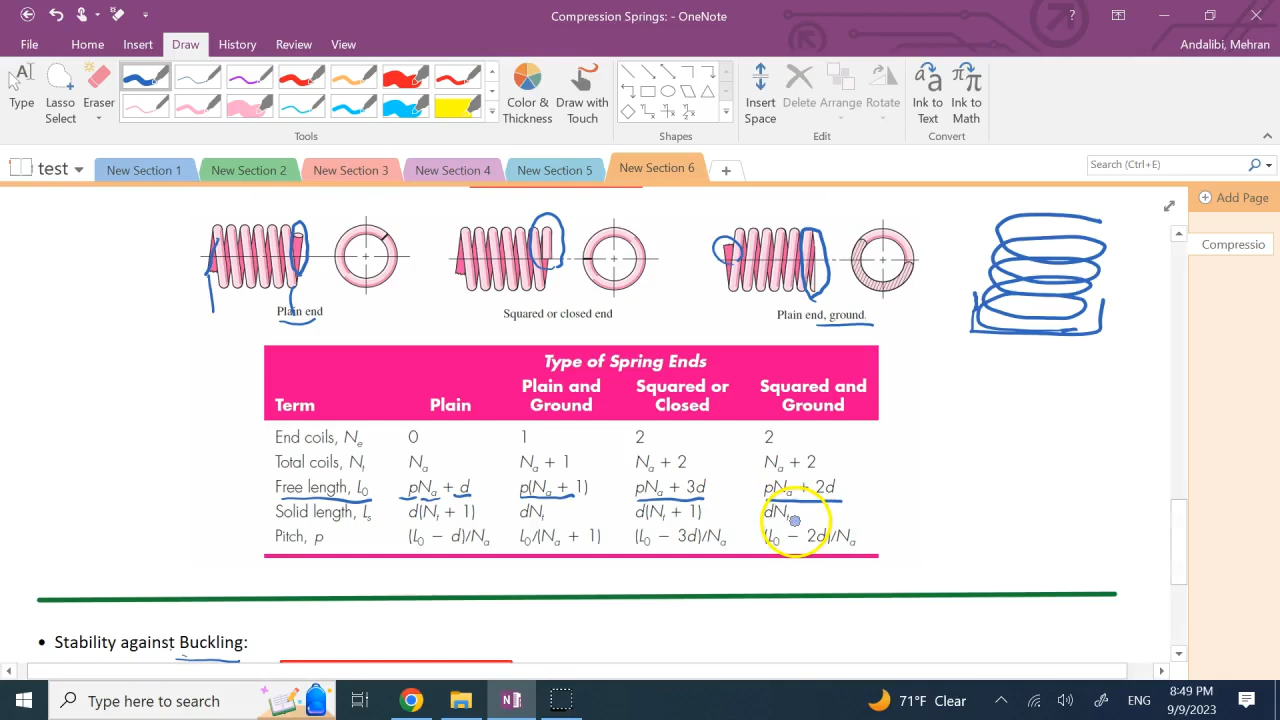 Compression Springs: - OneNote
?
File Home Insert Draw History Review View
Andalibi, Mehran
Type
Lasso Select
Eraser
Color & Thickness
Draw with Touch
Insert Space
Delete
Arrange
Rotate
Ink to Text
Ink to Math
Tools
Shapes
Edit
Convert
test
New Section 1
New Section 2
New Section 3
New Section 4
New Section 5
New Section 6
Search (Ctrl+E)
Add Page
Compressio
Plain end
Squared or closed end
Plain end, ground.
Type of Spring Ends
Term Plain Plain and Ground Squared or Closed Squared and Ground
End coils, Ne 0 1 2 2
Total coils, Nt Na Na + 1 Na + 2 Na + 2
Free length, L0 pNa + d p(Na + 1) pNa + 3d pNa + 2d
Solid length, Ls d(Nt + 1) dNt d(Nt + 1) dNt
Pitch, p (L0 − d)/Na L0/(Na + 1) (L0 − 3d)/Na (L0 − 2d)/Na
• Stability against Buckling:
Type here to search
71°F Clear
ENG
8:49 PM
9/9/2023